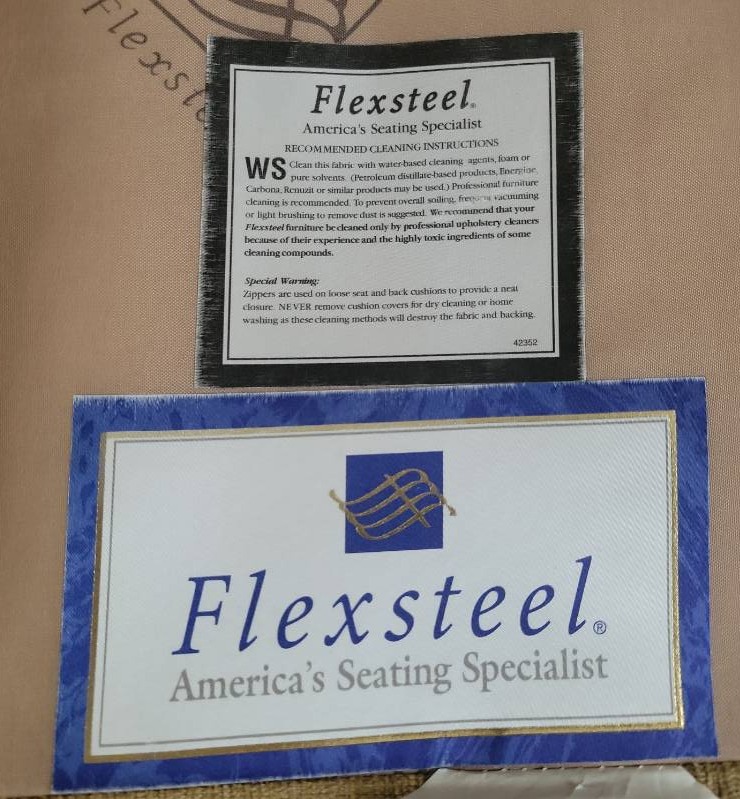 Flexste
Flexsteel®
America's Seating Specialist
RECOMMENDED CLEANING INSTRUCTIONS
WS Clean this fabric with water-based cleaning agents, foam or
pure solvents. (Petroleum distillate-based products, Energine,
Carbona, Renuzit or similar products may be used.) Professional furniture
cleaning is recommended. To prevent overall soiling, frequent vacuuming
or light brushing to remove dust is suggested. We recommend that your
Flexsteel furniture be cleaned only by professional upholstery cleaners
because of their experience and the highly toxic ingredients of some
cleaning compounds.
Special Warning:
Zippers are used on loose seat and back cushions to provide a neat
closure. NEVER remove cushion covers for dry cleaning or home
washing as these cleaning methods will destroy the fabric and backing.
42352
Flexsteel®
America's Seating Specialist